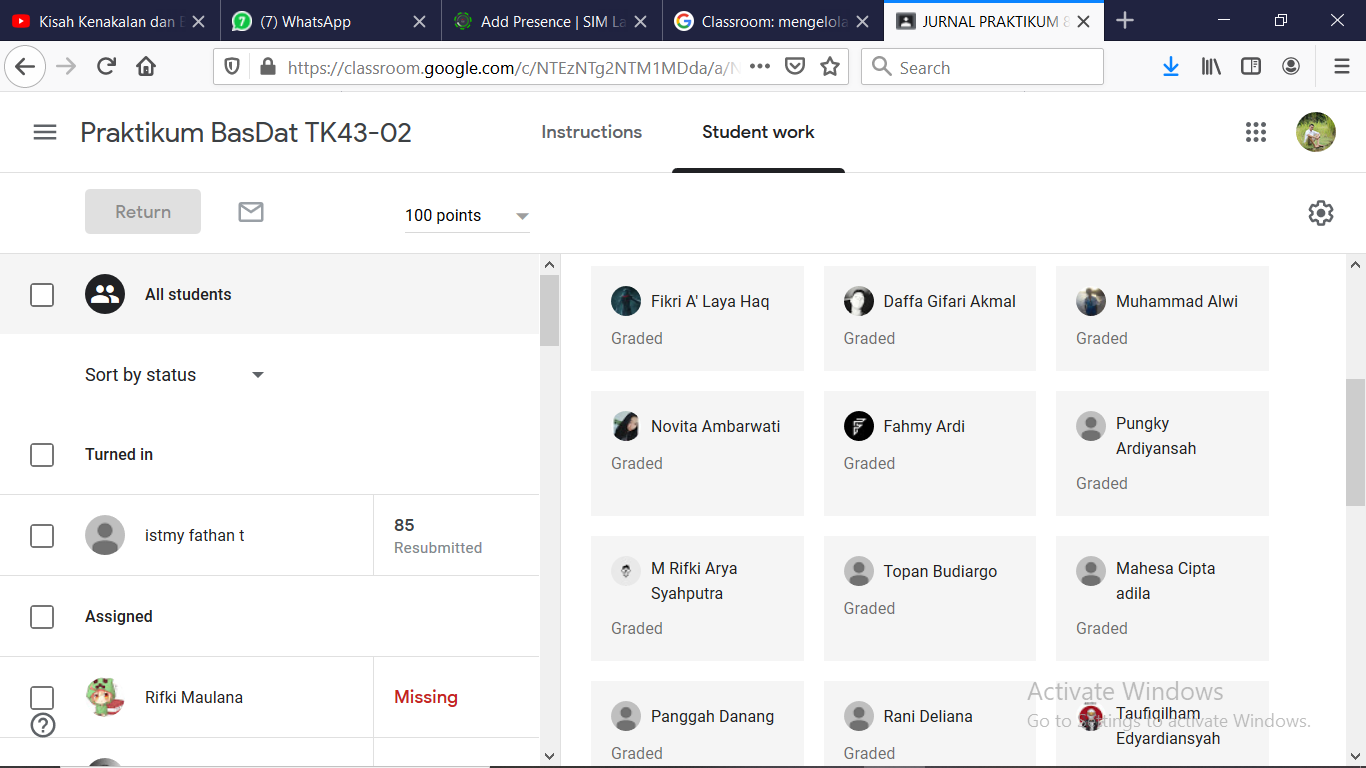 Kisah Kenakalan dan
(7) WhatsApp
Add Presence | SIM La
Classroom: mengelola
JURNAL PRAKTIKUM 8
https://classroom.google.com/c/NTEzNTg2NTM1MDda/a/N
Search
Praktikum BasDat TK43-02
Instructions
Student work
Return
100 points
All students
Sort by status
Turned in
istmy fathan t
85
Resubmitted
Assigned
Rifki Maulana
Missing
Fikri A' Laya Haq
Graded
Daffa Gifari Akmal
Graded
Muhammad Alwi
Graded
Novita Ambarwati
Graded
Fahmy Ardi
Graded
Pungky
Ardiyansah
Graded
M Rifki Arya
Syahputra
Graded
Topan Budiargo
Graded
Mahesa Cipta
adila
Graded
Panggah Danang
Graded
Rani Deliana
Graded
Taufiqilham
Edyardiansyah
Activate Windows
Go to Settings to activate Windows.